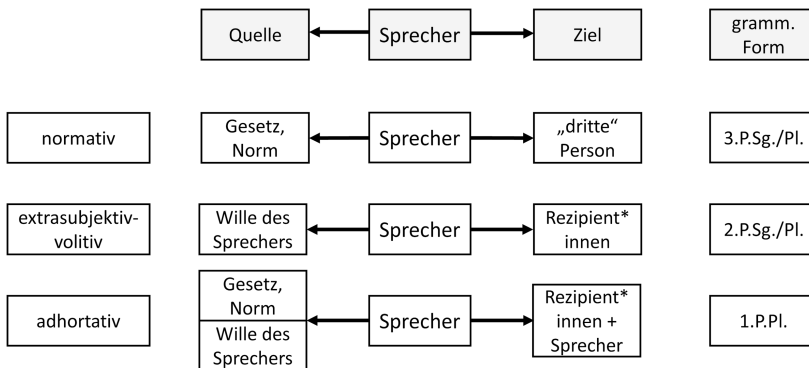 Quelle
Sprecher
Ziel
gramm.
Form
normativ
Gesetz,
Norm
Sprecher
„dritte“
Person
3.P.Sg./Pl.
extrasubjektiv-
volitiv
Wille des
Sprechers
Sprecher
Rezipient*
innen
2.P.Sg./Pl.
adhortativ
Gesetz,
Norm
Wille des
Sprechers
Sprecher
Rezipient*
innen +
Sprecher
1.P.Pl.